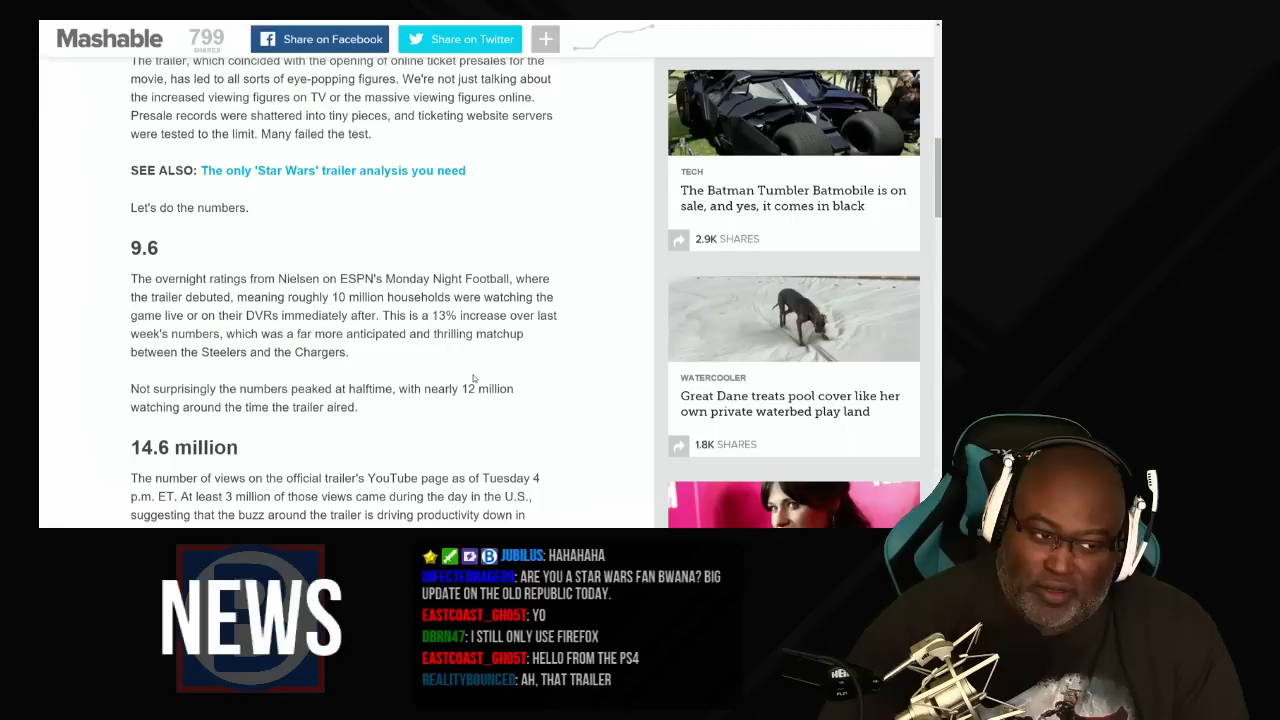 Mashable
799
SHARES
Share on Facebook
Share on Twitter
The trailer, which coincided with the opening of online ticket presales for the
movie, has led to all sorts of eye-popping figures. We're not just talking about
the increased viewing figures on TV or the massive viewing figures online.
Presale records were shattered into tiny pieces, and ticketing website servers
were tested to the limit. Many failed the test.
SEE ALSO: The only 'Star Wars' trailer analysis you need
Let's do the numbers.
9.6
The overnight ratings from Nielsen on ESPN's Monday Night Football, where
the trailer debuted, meaning roughly 10 million households were watching the
game live or on their DVRs immediately after. This is a 13% increase over last
week's numbers, which was a far more anticipated and thrilling matchup
between the Steelers and the Chargers.
Not surprisingly the numbers peaked at halftime, with nearly 12 million
watching around the time the trailer aired.
14.6 million
The number of views on the official trailer's YouTube page as of Tuesday 4
p.m. ET. At least 3 million of those views came during the day in the U.S.,
suggesting that the buzz around the trailer is driving productivity down in
TECH
The Batman Tumbler Batmobile is on
sale, and yes, it comes in black
2.9K SHARES
WATERCOOLER
Great Dane treats pool cover like her
own private waterbed play land
1.8K SHARES
NEWS
JUBILUS: HAHAHAHA
ARE YOU A STAR WARS FAN BWANA? BIG
UPDATE ON THE OLD REPUBLIC TODAY.
EASTCOAST_GH05T: YO
DBRN47: I STILL ONLY USE FIREFOX
EASTCOAST_GH05T: HELLO FROM THE PS4
REALITYBOUNCED: AH, THAT TRAILER